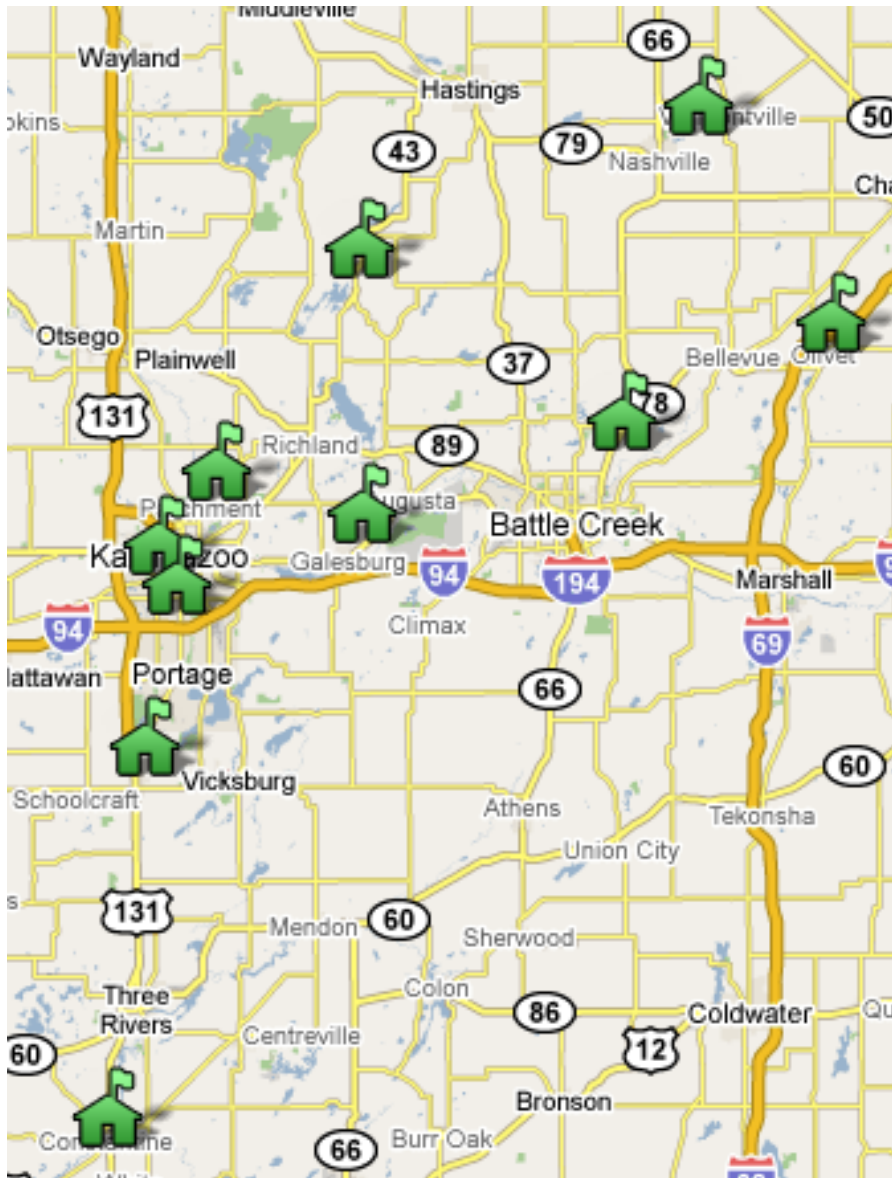 Middleville
Wayland
66
Hastings
50
43
79
Nashville
Martin
Otsego
Plainwell
37
Bellevue
Olivet
131
78
Richland
89
Battle Creek
Galesburg
94
194
Marshall
Climax
94
69
Portage
66
Vicksburg
60
Schoolcraft
Athens
Tekonsha
Union City
131
60
Mendon
Sherwood
Colon
Three
Rivers
86
Coldwater
Centreville
12
60
Bronson
Burr Oak
66